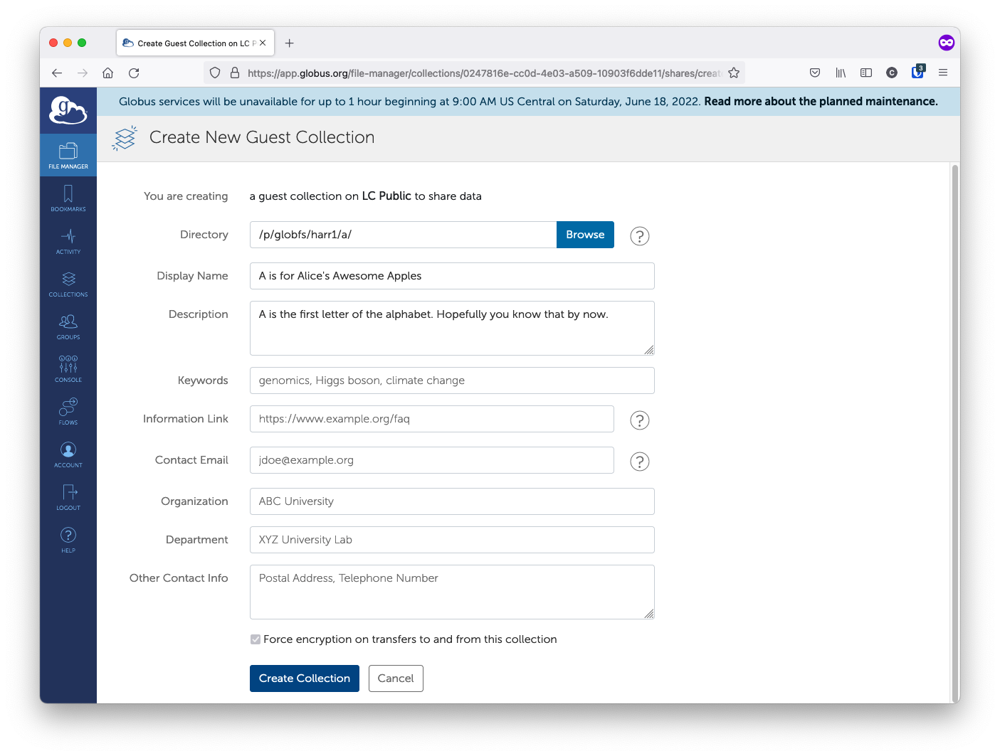 Create Guest Collection on LC P
https://app.globus.org/file-manager/collections/0247816e-cc0d-4e03-a509-10903f6dde11/shares/creat
C
3
g
Globus services will be unavailable for up to 1 hour beginning at 9:00 AM US Central on Saturday, June 18, 2022. Read more about the planned maintenance.
Create New Guest Collection
FILE MANAGER
BOOKMARKS
ACTIVITY
COLLECTIONS
GROUPS
CONSOLE
FLOWS
ACCOUNT
LOGOUT
?
HELP
You are creating a guest collection on LC Public to share data
Directory /p/globfs/harr1/a/ Browse ?
Display Name A is for Alice's Awesome Apples
Description A is the first letter of the alphabet. Hopefully you know that by now.
Keywords genomics, Higgs boson, climate change
Information Link https://www.example.org/faq ?
Contact Email jdoe@example.org ?
Organization ABC University
Department XYZ University Lab
Other Contact Info Postal Address, Telephone Number
Force encryption on transfers to and from this collection
Create Collection Cancel